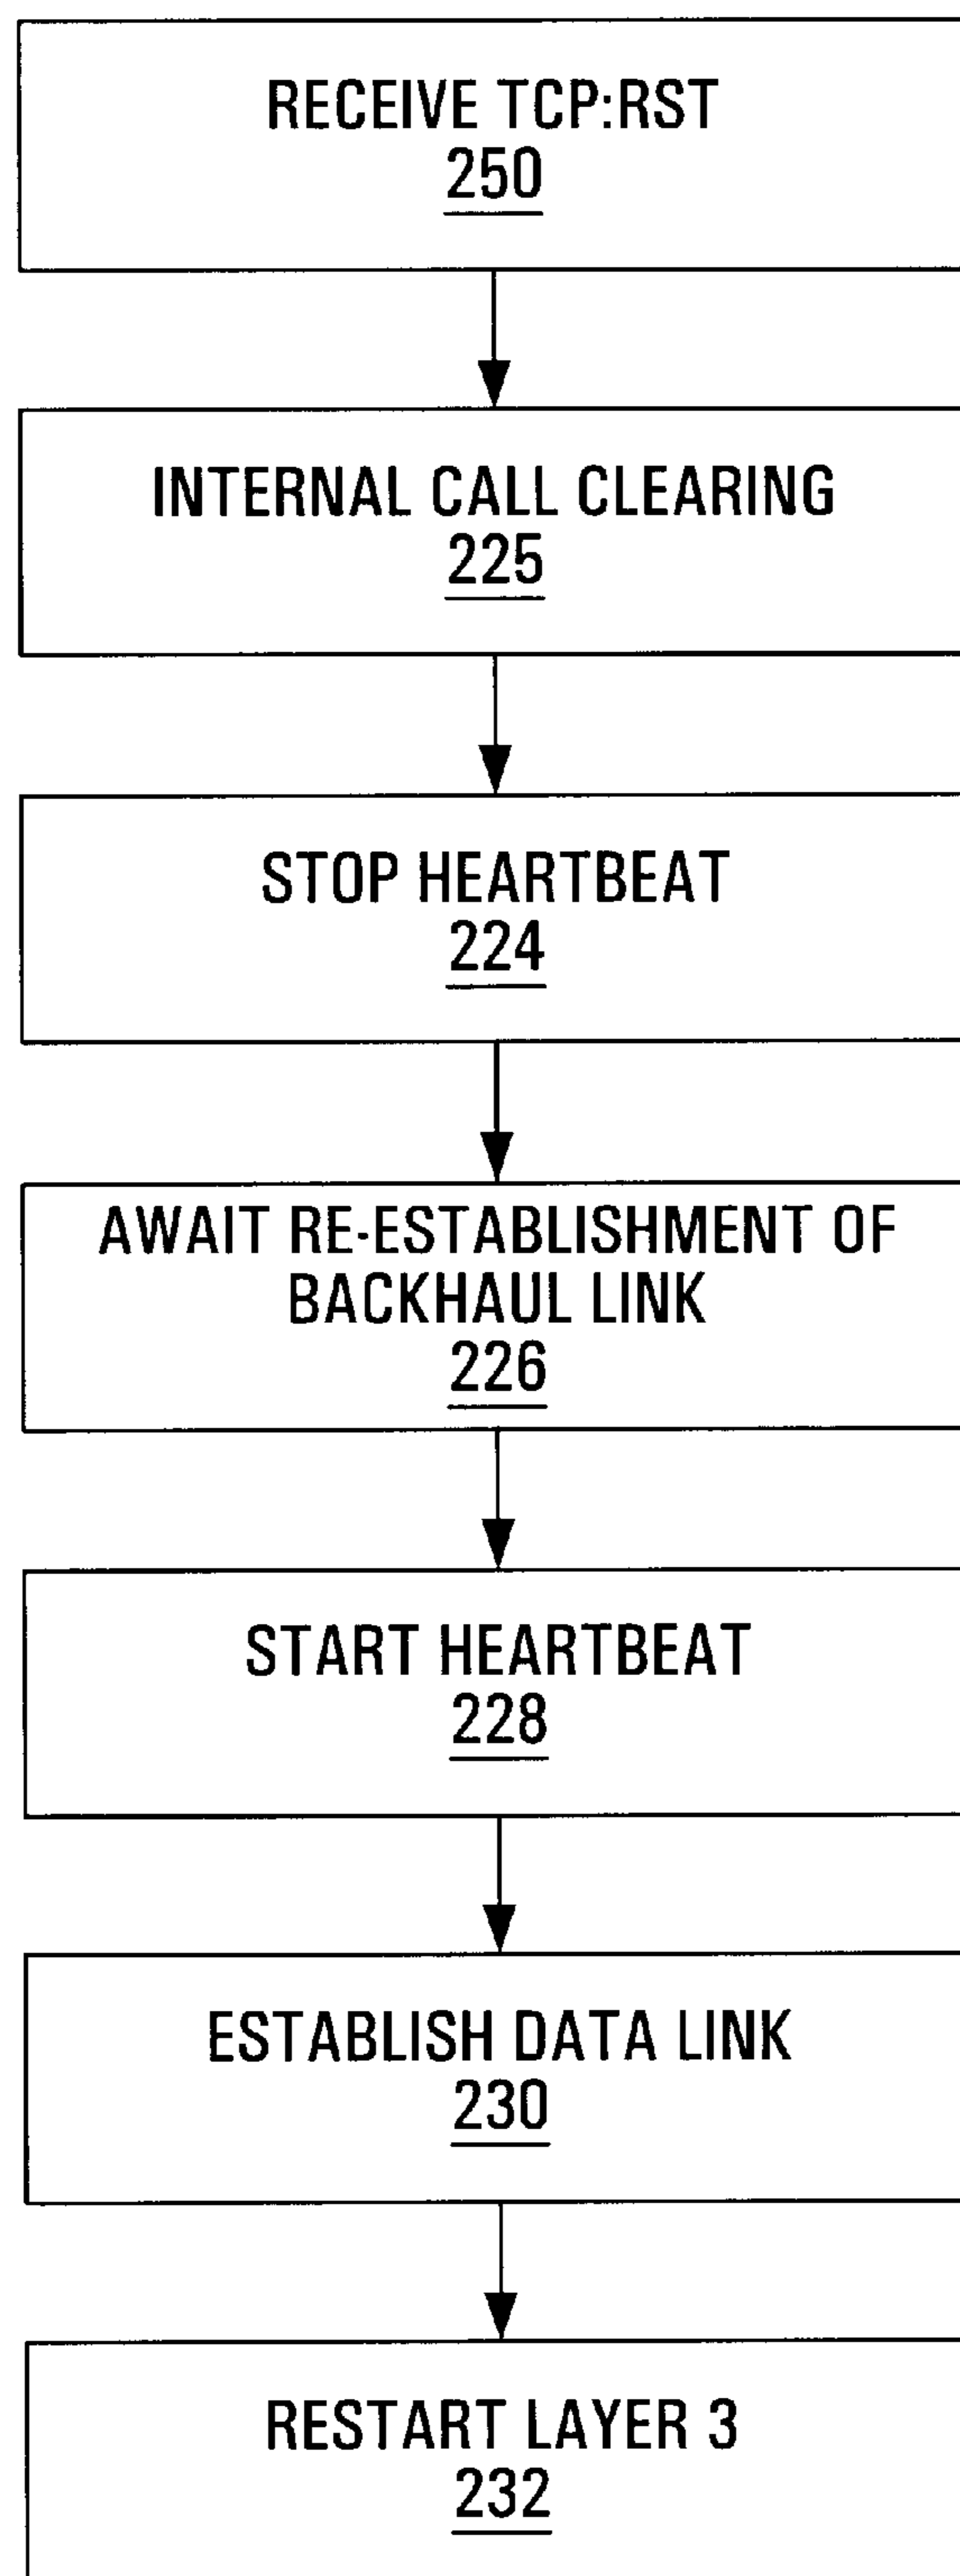 RECEIVE TCP:RST
250
INTERNAL CALL CLEARING
225
STOP HEARTBEAT
224
AWAIT RE-ESTABLISHMENT OF
BACKHAUL LINK
226
START HEARTBEAT
228
ESTABLISH DATA LINK
230
RESTART LAYER 3
232